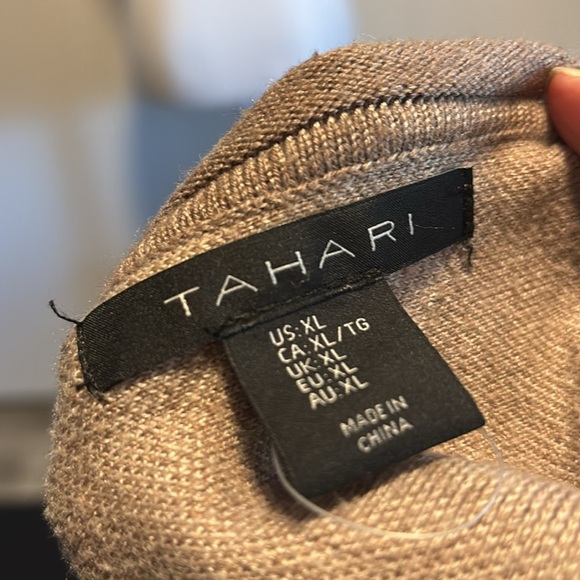 TAHARI
US: XL
CA: XL/TG
UK: XL
EU: XL
AU: XL
MADE IN
CHINA